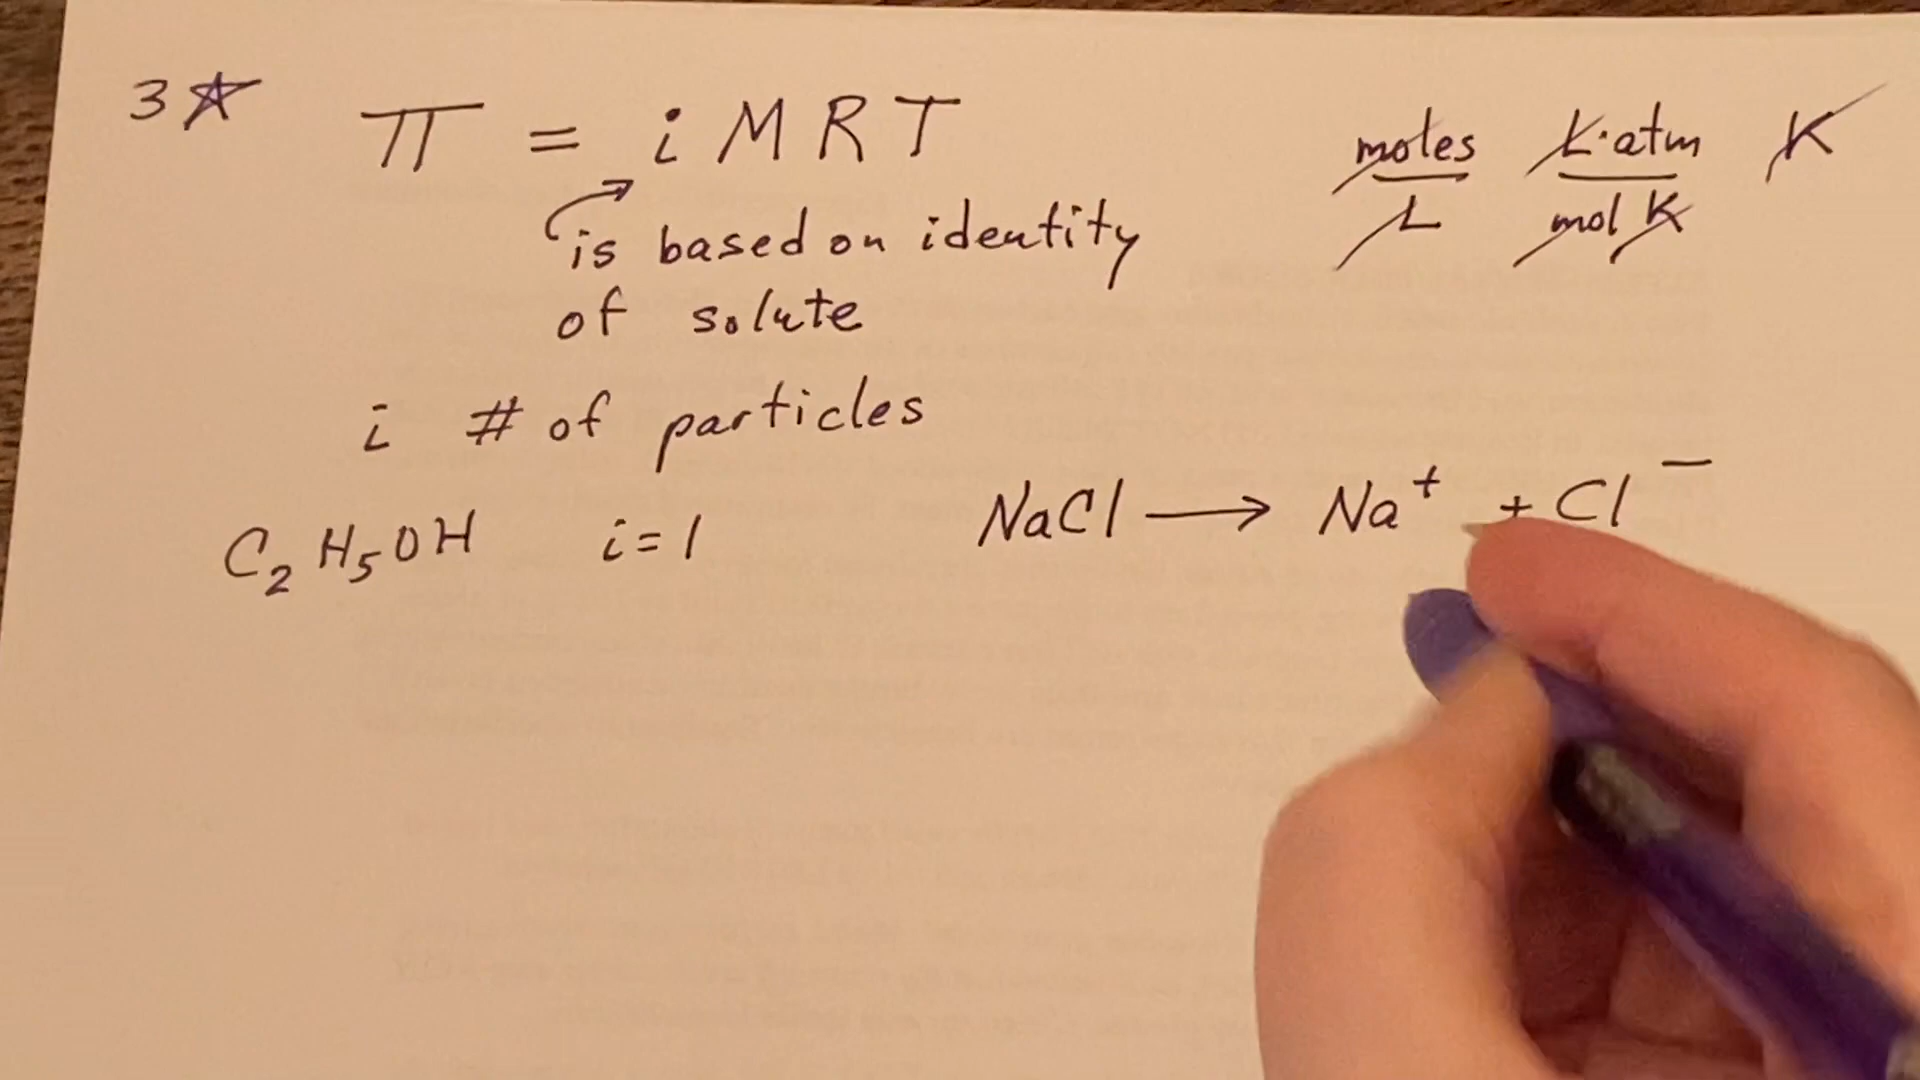 3☆ π = i M R T
moles/L L·atm/mol K K
is based on identity
of solute
i # of particles
C₂H₅OH i = 1 NaCl → Na⁺ + Cl⁻